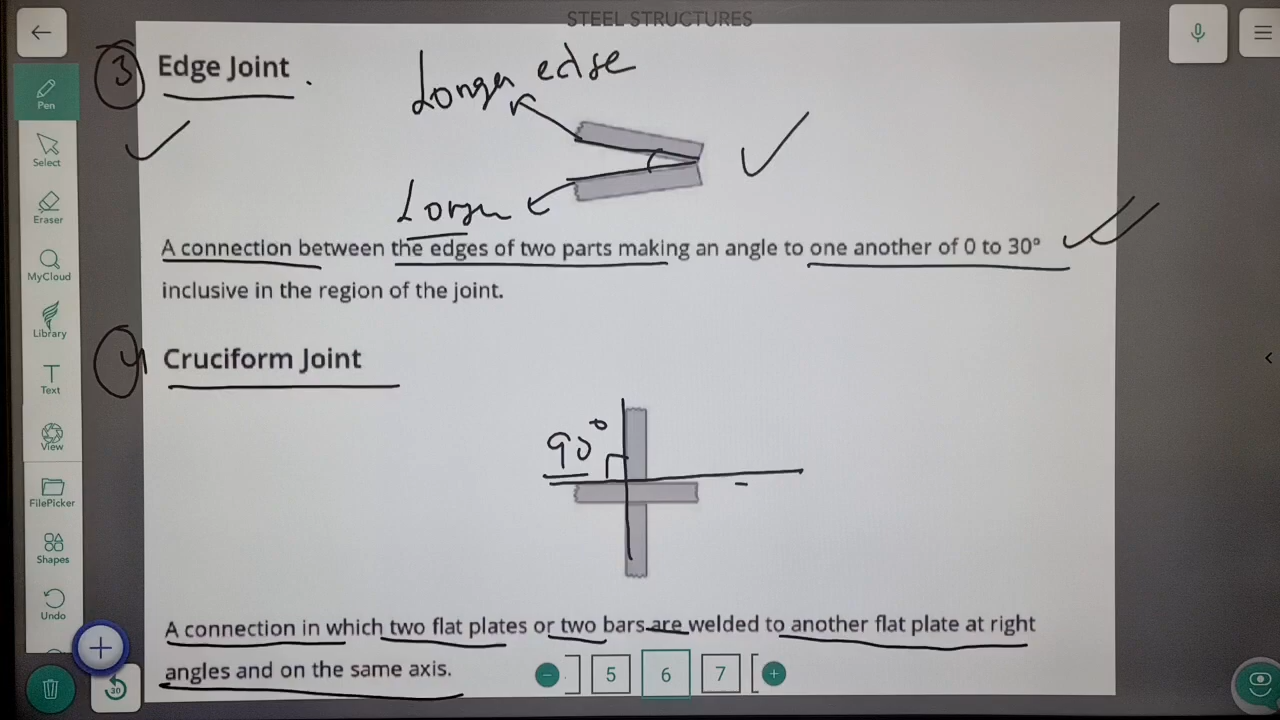 STEEL STRUCTURES
3 Edge Joint
Longer edge
Longer
A connection between the edges of two parts making an angle to one another of 0 to 30°
inclusive in the region of the joint.
4 Cruciform Joint
90°
A connection in which two flat plates or two bars are welded to another flat plate at right
angles and on the same axis.
Pen
Select
Eraser
MyCloud
Library
Text
View
FilePicker
Shapes
Undo
30
5 6 7